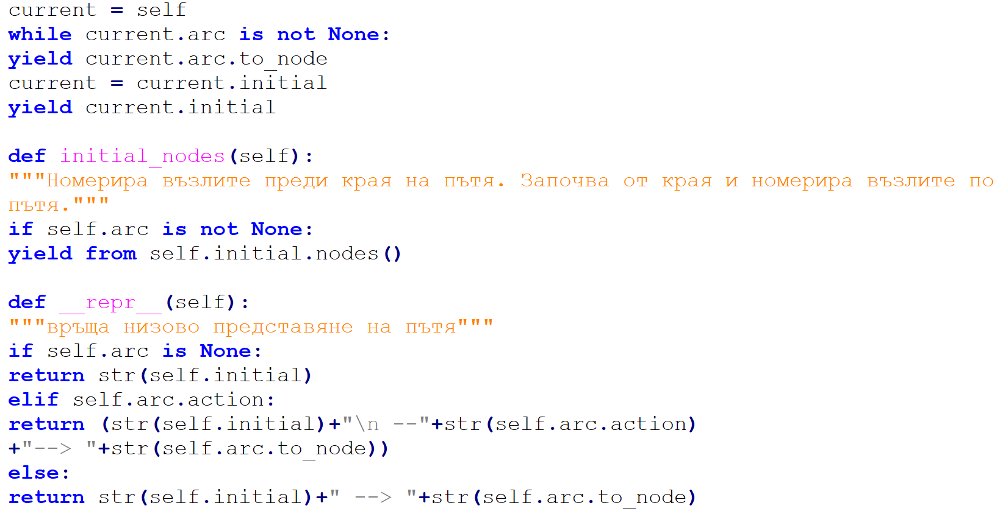 current = self
while current.arc is not None:
yield current.arc.to_node
current = current.initial
yield current.initial
def initial_nodes(self):
"""Номерира възлите преди края на пътя. Започва от края и номерира възлите по
пътя."""
if self.arc is not None:
yield from self.initial.nodes()
def __repr__(self):
"""връща низово представяне на пътя"""
if self.arc is None:
return str(self.initial)
elif self.arc.action:
return (str(self.initial)+"\n --"+str(self.arc.action)
+"--> "+str(self.arc.to_node))
else:
return str(self.initial)+" --> "+str(self.arc.to_node)